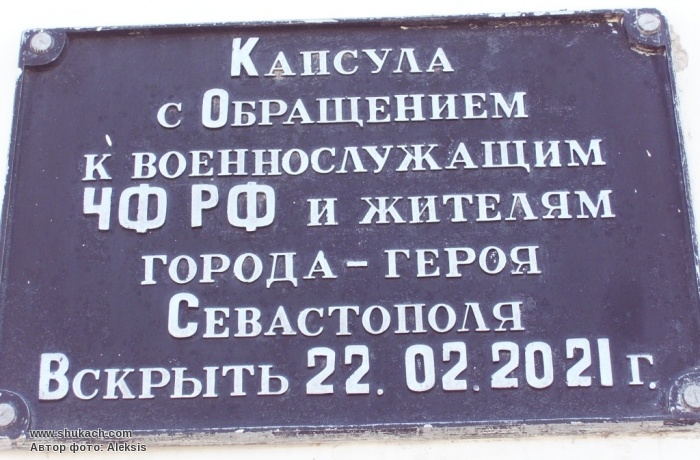 Капсула
с Обращением
к военнослужащим
ЧФ РФ и жителям
города - героя
Севастополя
Вскрыть 22. 02. 2021 г.
www.shukach.com
Автор фото: Aleksis